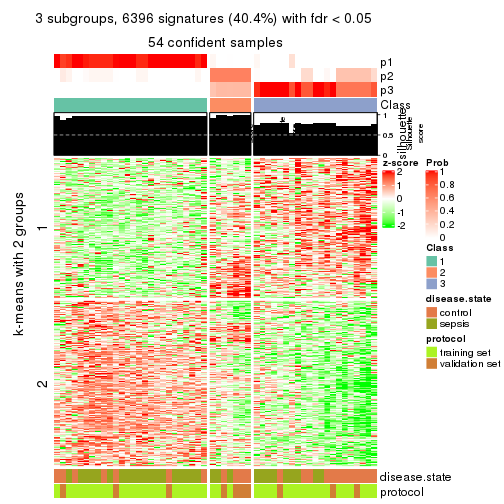 3 subgroups, 6396 signatures (40.4%) with fdr < 0.05
54 confident samples
p1
p2
p3
Class
1
0.5
0
silhouette
Silhouette
score
k-means with 2 groups
1
2
z-score
2
1
0
-1
-2
Prob
1
0.8
0.6
0.4
0.2
0
Class
1
2
3
disease.state
control
sepsis
protocol
training set
validation set
disease.state
protocol